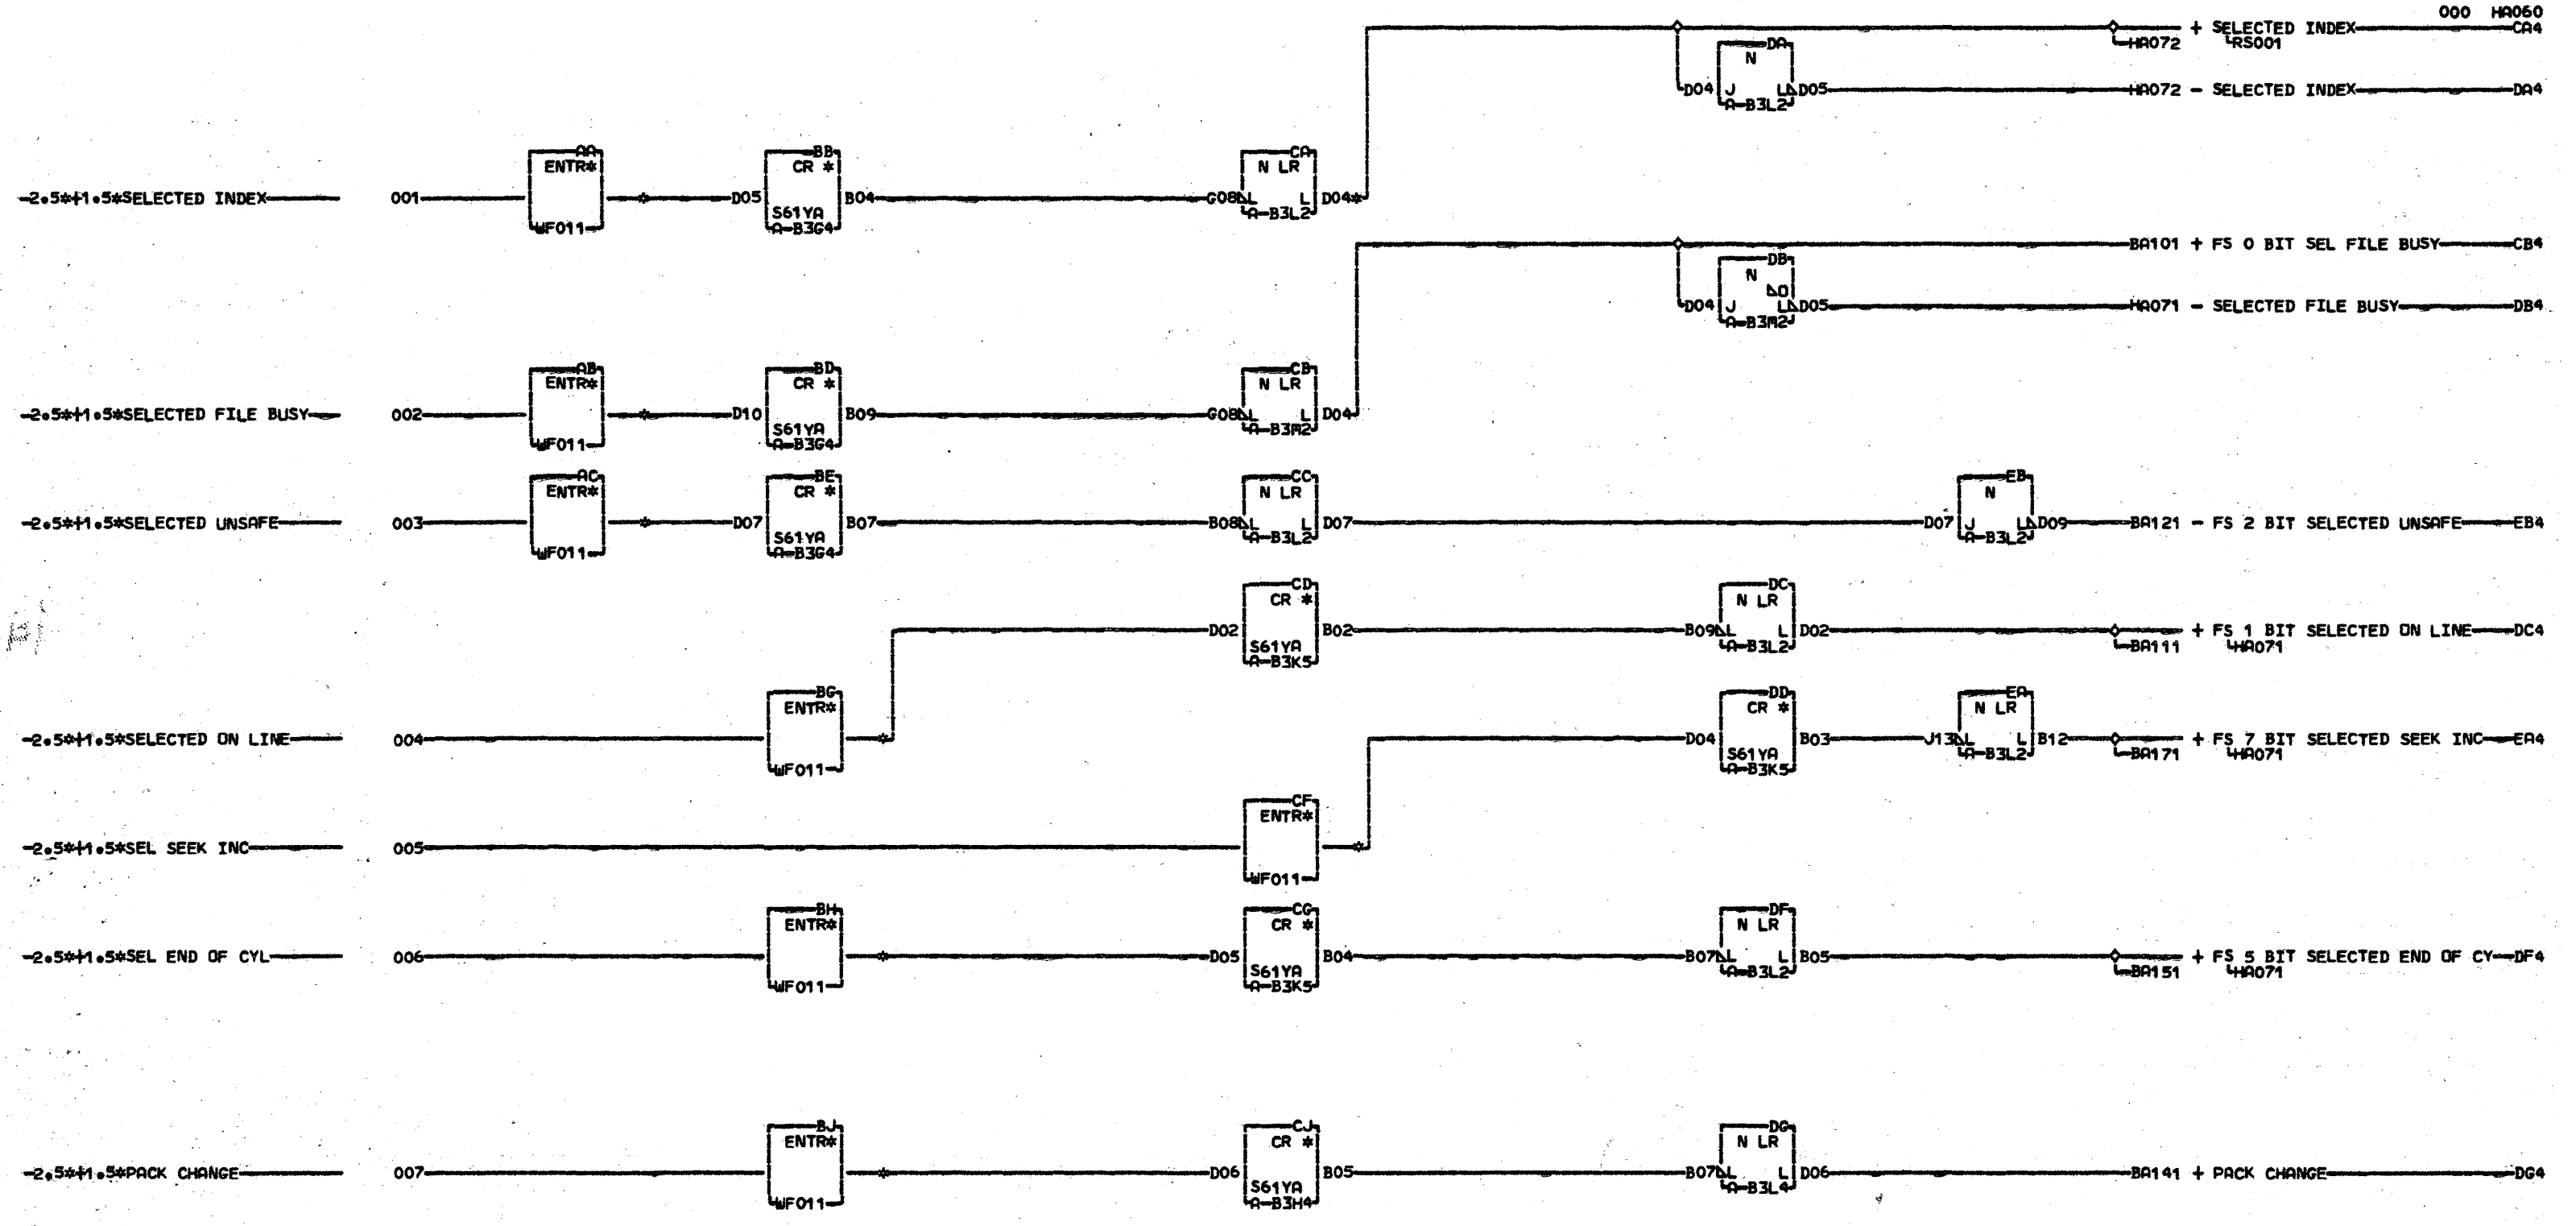 000 HA060
+ SELECTED INDEX CA4
HA072 RS001
DA
N
D04 J L D05 HA072 - SELECTED INDEX DA4
A-B3L2
AA BB CA
ENTR* CR * N LR
-2.5*+1.5*SELECTED INDEX 001 D05 B04 G08 L L D04*
S61YA
WF011 A-B3G4 A-B3L2
BA101 + FS 0 BIT SEL FILE BUSY CB4
DB
N
D04 J L D05 HA071 - SELECTED FILE BUSY DB4
A-B3M2
AB BD CB
ENTR* CR * N LR
-2.5*+1.5*SELECTED FILE BUSY 002 D10 B09 G08 L L D04
S61YA
WF011 A-B3G4 A-B3M2
AC BE CC EB
ENTR* CR * N LR N
-2.5*+1.5*SELECTED UNSAFE 003 D07 B07 B08 L L D07 D07 J L D09 BA121 - FS 2 BIT SELECTED UNSAFE EB4
S61YA
WF011 A-B3G4 A-B3L2 A-B3L2
CD DC
CR * N LR
D02 B02 B09 L L D02 + FS 1 BIT SELECTED ON LINE DC4
S61YA BA111 HA071
A-B3K5 A-B3L2
BG DD EA
ENTR* CR * N LR
-2.5*+1.5*SELECTED ON LINE 004 D04 B03 J13 L L B12 + FS 7 BIT SELECTED SEEK INC EA4
S61YA BA171 HA071
WF011 A-B3K5 A-B3L2
CF
ENTR*
-2.5*+1.5*SEL SEEK INC 005
WF011
BH CG DF
ENTR* CR * N LR
-2.5*+1.5*SEL END OF CYL 006 D05 B04 B07 L L B05 + FS 5 BIT SELECTED END OF CY DF4
S61YA BA151 HA071
WF011 A-B3K5 A-B3L2
BJ CJ DG
ENTR* CR * N LR
-2.5*+1.5*PACK CHANGE 007 D06 B05 B07 L L D06 BA141 + PACK CHANGE DG4
S61YA
WF011 A-B3H4 A-B3L4